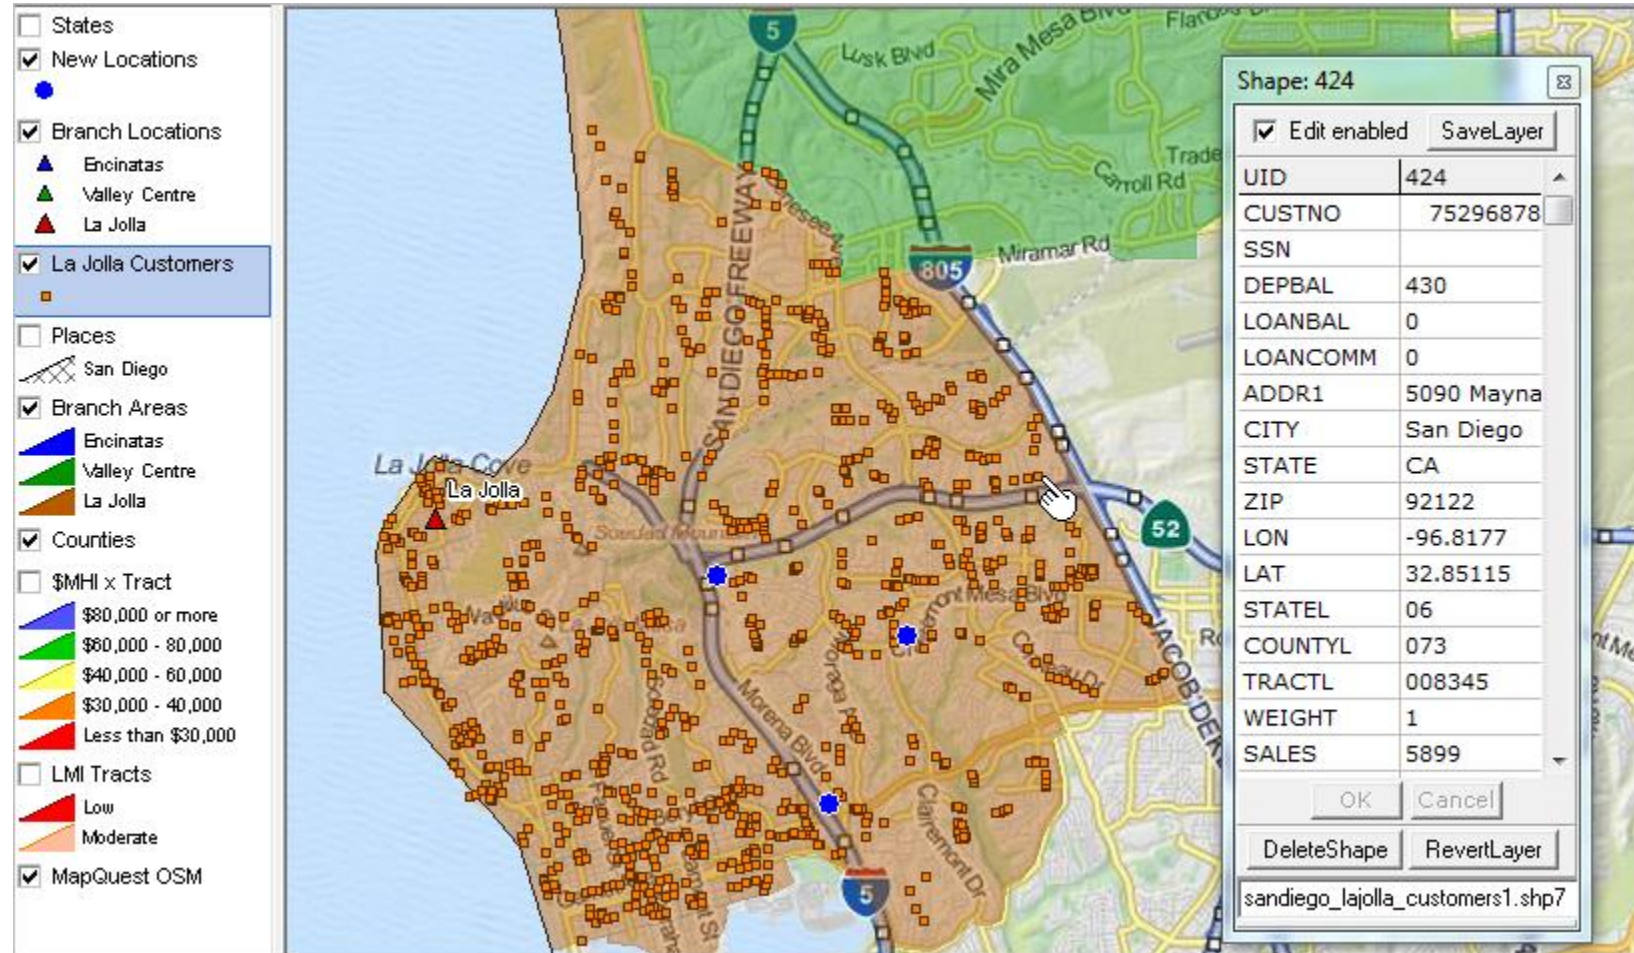 States
New Locations
Branch Locations
Encinatas
Valley Centre
La Jolla
La Jolla Customers
Places
San Diego
Branch Areas
Encinatas
Valley Centre
La Jolla
Counties
$MHI x Tract
$80,000 or more
$60,000 - 80,000
$40,000 - 60,000
$30,000 - 40,000
Less than $30,000
LMI Tracts
Low
Moderate
MapQuest OSM
5
Lusk Blvd
Mira Mesa Blvd
Trade
Carroll Rd
Miramar Rd
805
SAN DIEGO FREEWAY
La Jolla Cove
La Jolla
52
Morena Blvd
Clairemont Dr
5
Shape: 424
Edit enabled SaveLayer
UID 424
CUSTNO 75296878
SSN
DEPBAL 430
LOANBAL 0
LOANCOMM 0
ADDR1 5090 Mayna
CITY San Diego
STATE CA
ZIP 92122
LON -96.8177
LAT 32.85115
STATEL 06
COUNTYL 073
TRACTL 008345
WEIGHT 1
SALES 5899
OK Cancel
DeleteShape RevertLayer
sandiego_lajolla_customers1.shp7